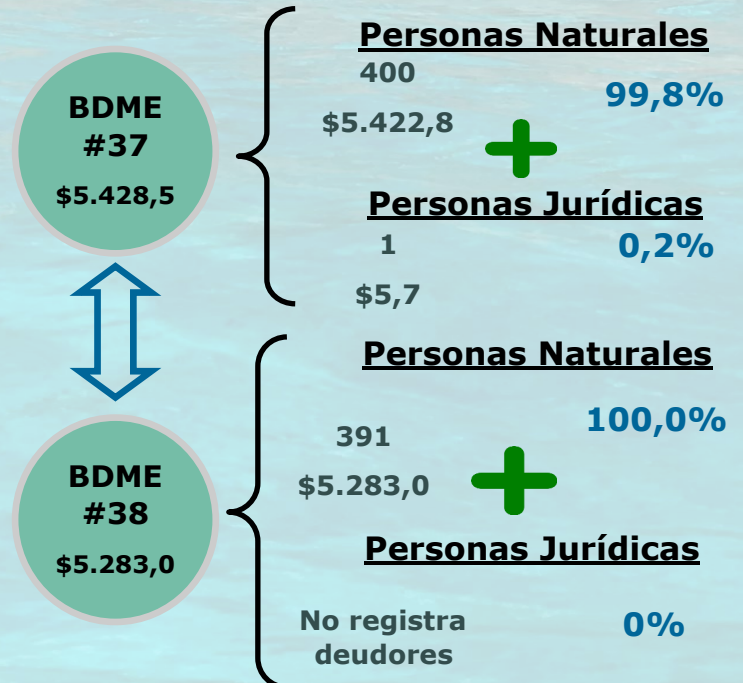 BDME
#37
$5.428,5
Personas Naturales
400
99,8%
$5.422,8
Personas Jurídicas
1
0,2%
$5,7
BDME
#38
$5.283,0
Personas Naturales
100,0%
391
$5.283,0
Personas Jurídicas
No registra
deudores
0%